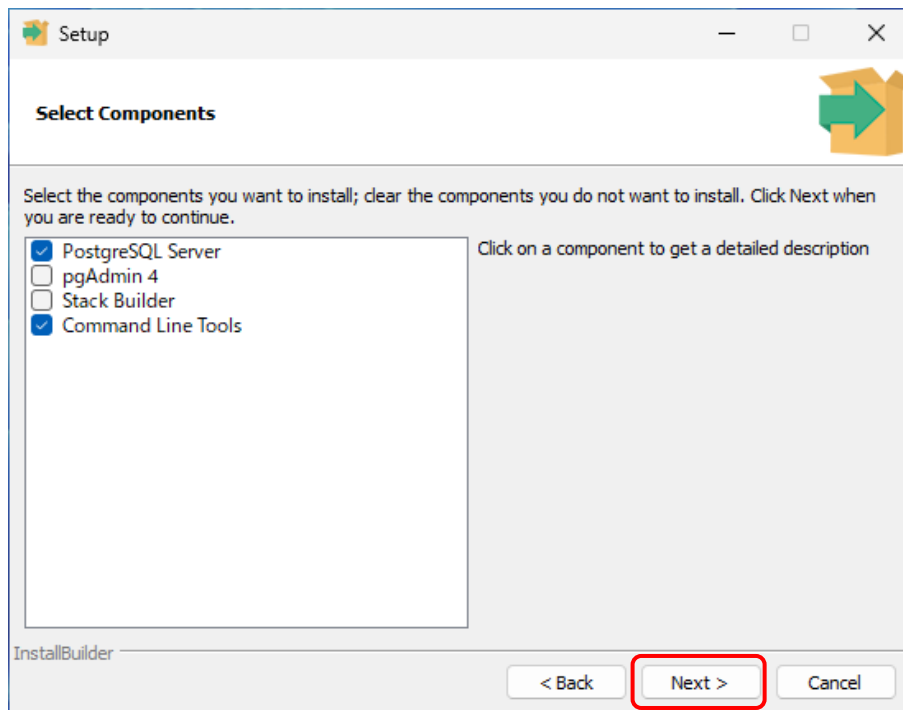 Setup
Select Components
Select the components you want to install; clear the components you do not want to install. Click Next when
you are ready to continue.
PostgreSQL Server
pgAdmin 4
Stack Builder
Command Line Tools
Click on a component to get a detailed description
InstallBuilder
< Back
Next >
Cancel